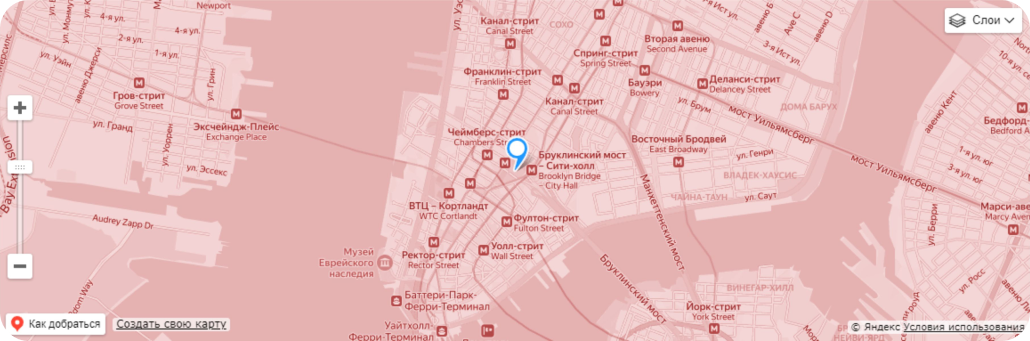 Newport
Канал-стрит
Canal Street
СОХО
ул. Уэйн
авеню Джерси
2-я ул.
4-я ул.
1-я ул.
ул. Грин
Вторая авеню
Second Avenue
Ave C
авеню D
3-я Ист ул.
Слои
Спринг-стрит
Spring Street
Франклин-стрит
Franklin Street
Бауэри
Bowery
Деланси-стрит
Delancey Street
Гров-стрит
Grove Street
Канал-стрит
Canal Street
ул. Брум
мост Уильямсберг
ДОМА БАРУХ
авеню Кент
Бедфорд-
Bedford A
ул. Гранд
ул. Уоррен
Эксчейндж-Плейс
Exchange Place
Чеймберс-стрит
Chambers St
Восточный Бродвей
East Broadway
ул. Генри
мост Уильямсберг
Бруклинский мост
– Сити-холл
Brooklyn Bridge
– City Hall
ул. Эссекс
ВЛАДЕК-ХАУСИС
ЧАЙНА-ТАУН
ул. Саут
Манхеттенский мост
ВТЦ – Кортландт
WTC Cortlandt
Фултон-стрит
Fulton Street
Марси-авеню
Marcy Avenue
ул. Берри
Audrey Zapp Dr
Уолл-стрит
Wall Street
Музей
Еврейского
наследия
Ректор-стрит
Rector Street
Бруклинский мост
ул. Росс
ВИНЕГАР-ХИЛЛ
Баттери-Парк-
Ферри-Терминал
Йорк-стрит
York Street
Как добраться
Создать свою карту
Уайтхолл-
Ферри-Терминал
© Яндекс Условия использования